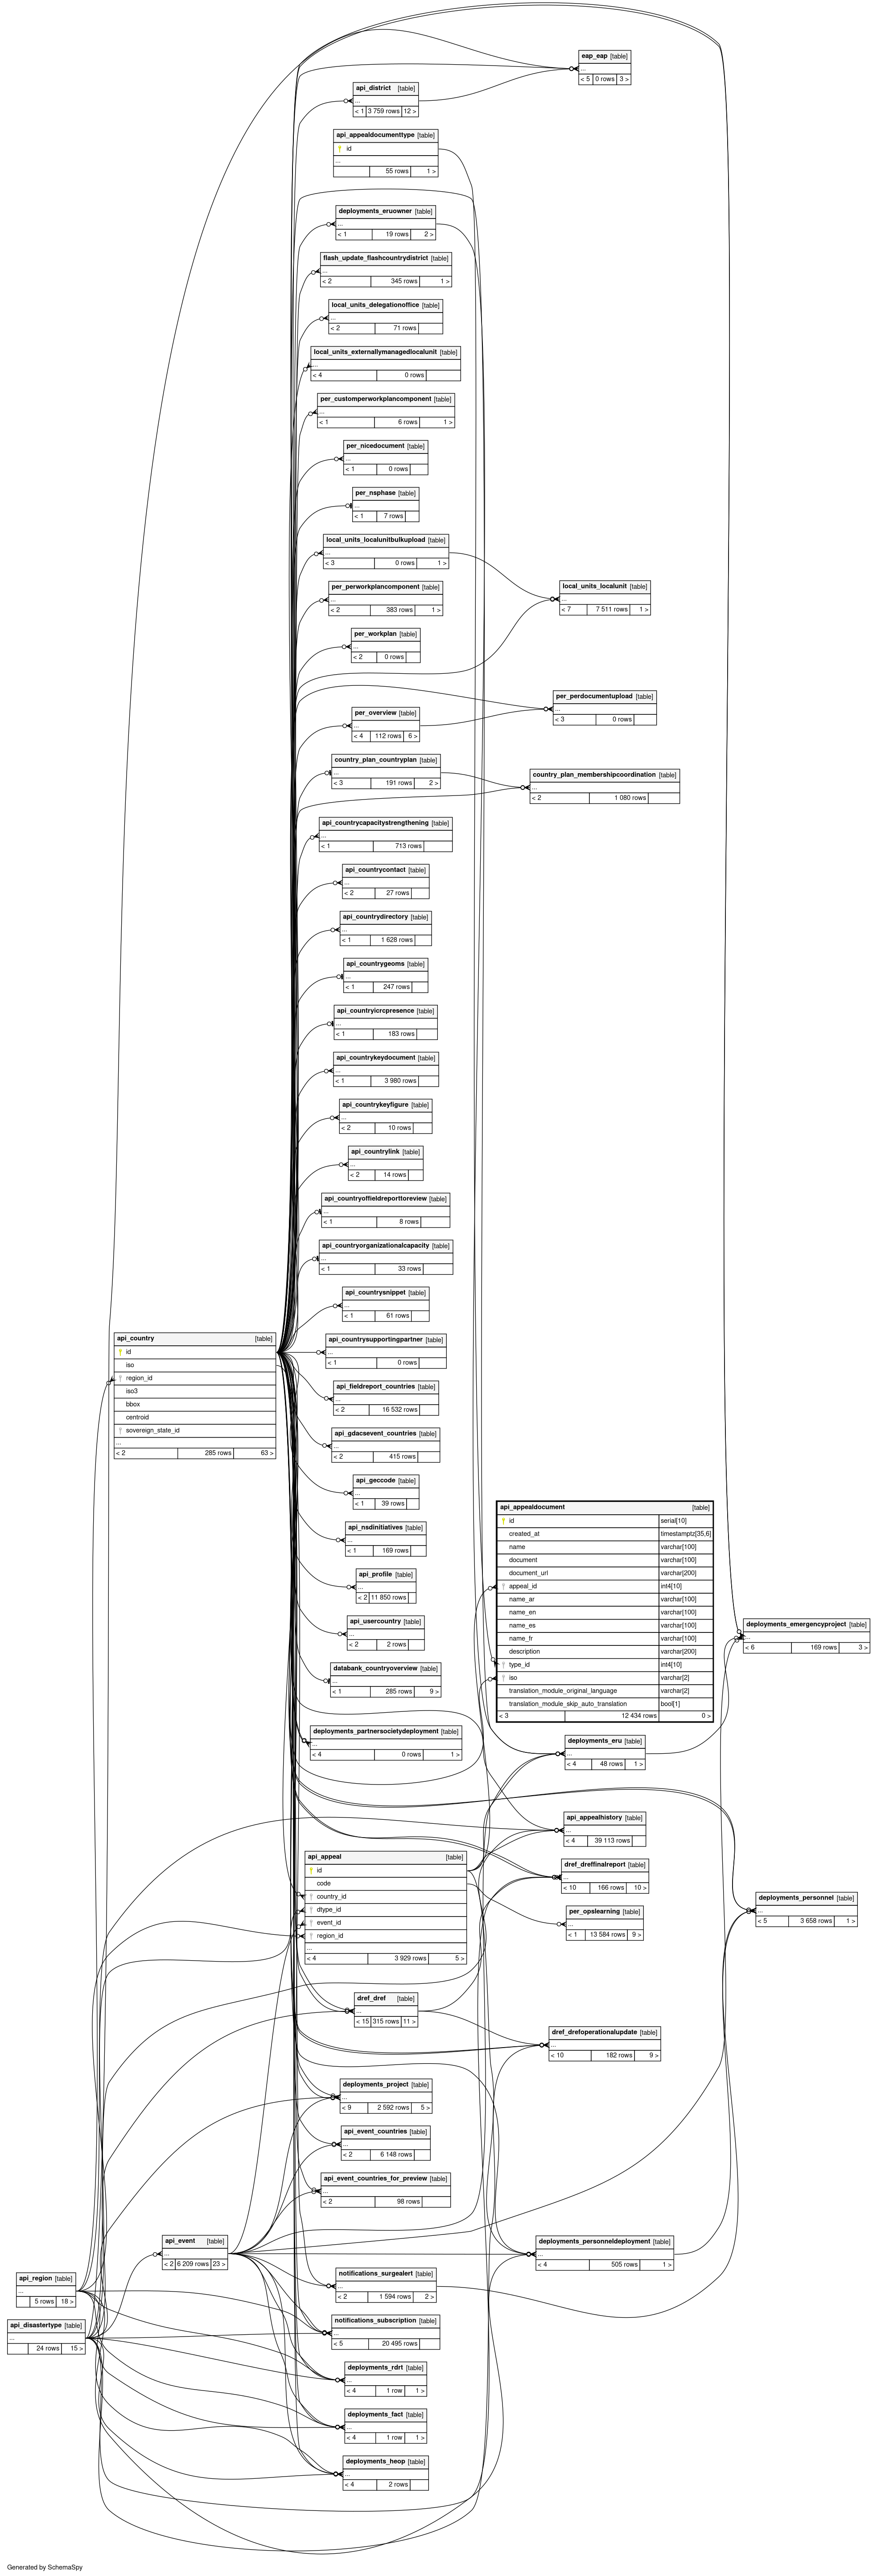 eap_eap [table]
...
< 5 0 rows 3 >
api_district [table]
...
< 1 3 759 rows 12 >
api_appealdocumenttype [table]
id
...
55 rows 1 >
deployments_eruowner [table]
...
< 1 19 rows 2 >
flash_update_flashcountrydistrict [table]
...
< 2 345 rows 1 >
local_units_delegationoffice [table]
...
< 2 71 rows
local_units_externallymanagedlocalunit [table]
...
< 4 0 rows
per_customperworkplancomponent [table]
...
< 1 6 rows 1 >
per_nicedocument [table]
...
< 1 0 rows
per_nsphase [table]
...
< 1 7 rows
local_units_localunitbulkupload [table]
...
< 3 0 rows 1 >
local_units_localunit [table]
...
< 7 7 511 rows 1 >
per_perworkplancomponent [table]
...
< 2 383 rows 1 >
per_workplan [table]
...
< 2 0 rows
per_perdocumentupload [table]
...
< 3 0 rows
per_overview [table]
...
< 4 112 rows 6 >
country_plan_countryplan [table]
...
< 3 191 rows 2 >
country_plan_membershipcoordination [table]
...
< 2 1 080 rows
api_countrycapacitystrengthening [table]
...
< 1 713 rows
api_countrycontact [table]
...
< 2 27 rows
api_countrydirectory [table]
...
< 1 1 628 rows
api_countrygeoms [table]
...
< 1 247 rows
api_countryicrcpresence [table]
...
< 1 183 rows
api_countrykeydocument [table]
...
< 1 3 980 rows
api_countrykeyfigure [table]
...
< 2 10 rows
api_countrylink [table]
...
< 2 14 rows
api_countryoffieldreporttoreview [table]
...
< 1 8 rows
api_countryorganizationalcapacity [table]
...
< 1 33 rows
api_countrysnippet [table]
...
< 1 61 rows
api_country [table]
id
iso
region_id
iso3
bbox
centroid
sovereign_state_id
...
< 2 285 rows 63 >
api_countrysupportingpartner [table]
...
< 1 0 rows
api_fieldreport_countries [table]
...
< 2 16 532 rows
api_gdacsevent_countries [table]
...
< 2 415 rows
api_geccode [table]
...
< 1 39 rows
api_nsdinitiatives [table]
...
< 1 169 rows
api_profile [table]
...
< 2 11 850 rows
api_usercountry [table]
...
< 2 2 rows
databank_countryoverview [table]
...
< 1 285 rows 9 >
api_appealdocument [table]
id serial[10]
created_at timestamptz[35,6]
name varchar[100]
document varchar[100]
document_url varchar[200]
appeal_id int4[10]
name_ar varchar[100]
name_en varchar[100]
name_es varchar[100]
name_fr varchar[100]
description varchar[200]
type_id int4[10]
iso varchar[2]
translation_module_original_language varchar[2]
translation_module_skip_auto_translation bool[1]
< 3 12 434 rows 0 >
deployments_emergencyproject [table]
...
< 6 169 rows 3 >
deployments_partnersocietydeployment [table]
...
< 4 0 rows 1 >
deployments_eru [table]
...
< 4 48 rows 1 >
api_appealhistory [table]
...
< 4 39 113 rows
api_appeal [table]
id
code
country_id
dtype_id
event_id
region_id
...
< 4 3 929 rows 5 >
dref_dreffinalreport [table]
...
< 10 166 rows 10 >
per_opslearning [table]
...
< 1 13 584 rows 9 >
deployments_personnel [table]
...
< 5 3 658 rows 1 >
dref_dref [table]
...
< 15 315 rows 11 >
dref_drefoperationalupdate [table]
...
< 10 182 rows 9 >
deployments_project [table]
...
< 9 2 592 rows 5 >
api_event_countries [table]
...
< 2 6 148 rows
api_event_countries_for_preview [table]
...
< 2 98 rows
api_event [table]
...
< 2 6 209 rows 23 >
deployments_personneldeployment [table]
...
< 4 505 rows 1 >
api_region [table]
...
5 rows 18 >
notifications_surgealert [table]
...
< 2 1 594 rows 2 >
api_disastertype [table]
...
24 rows 15 >
notifications_subscription [table]
...
< 5 20 495 rows
deployments_rdrt [table]
...
< 4 1 row 1 >
deployments_fact [table]
...
< 4 1 row 1 >
deployments_heop [table]
...
< 4 2 rows
Generated by SchemaSpy